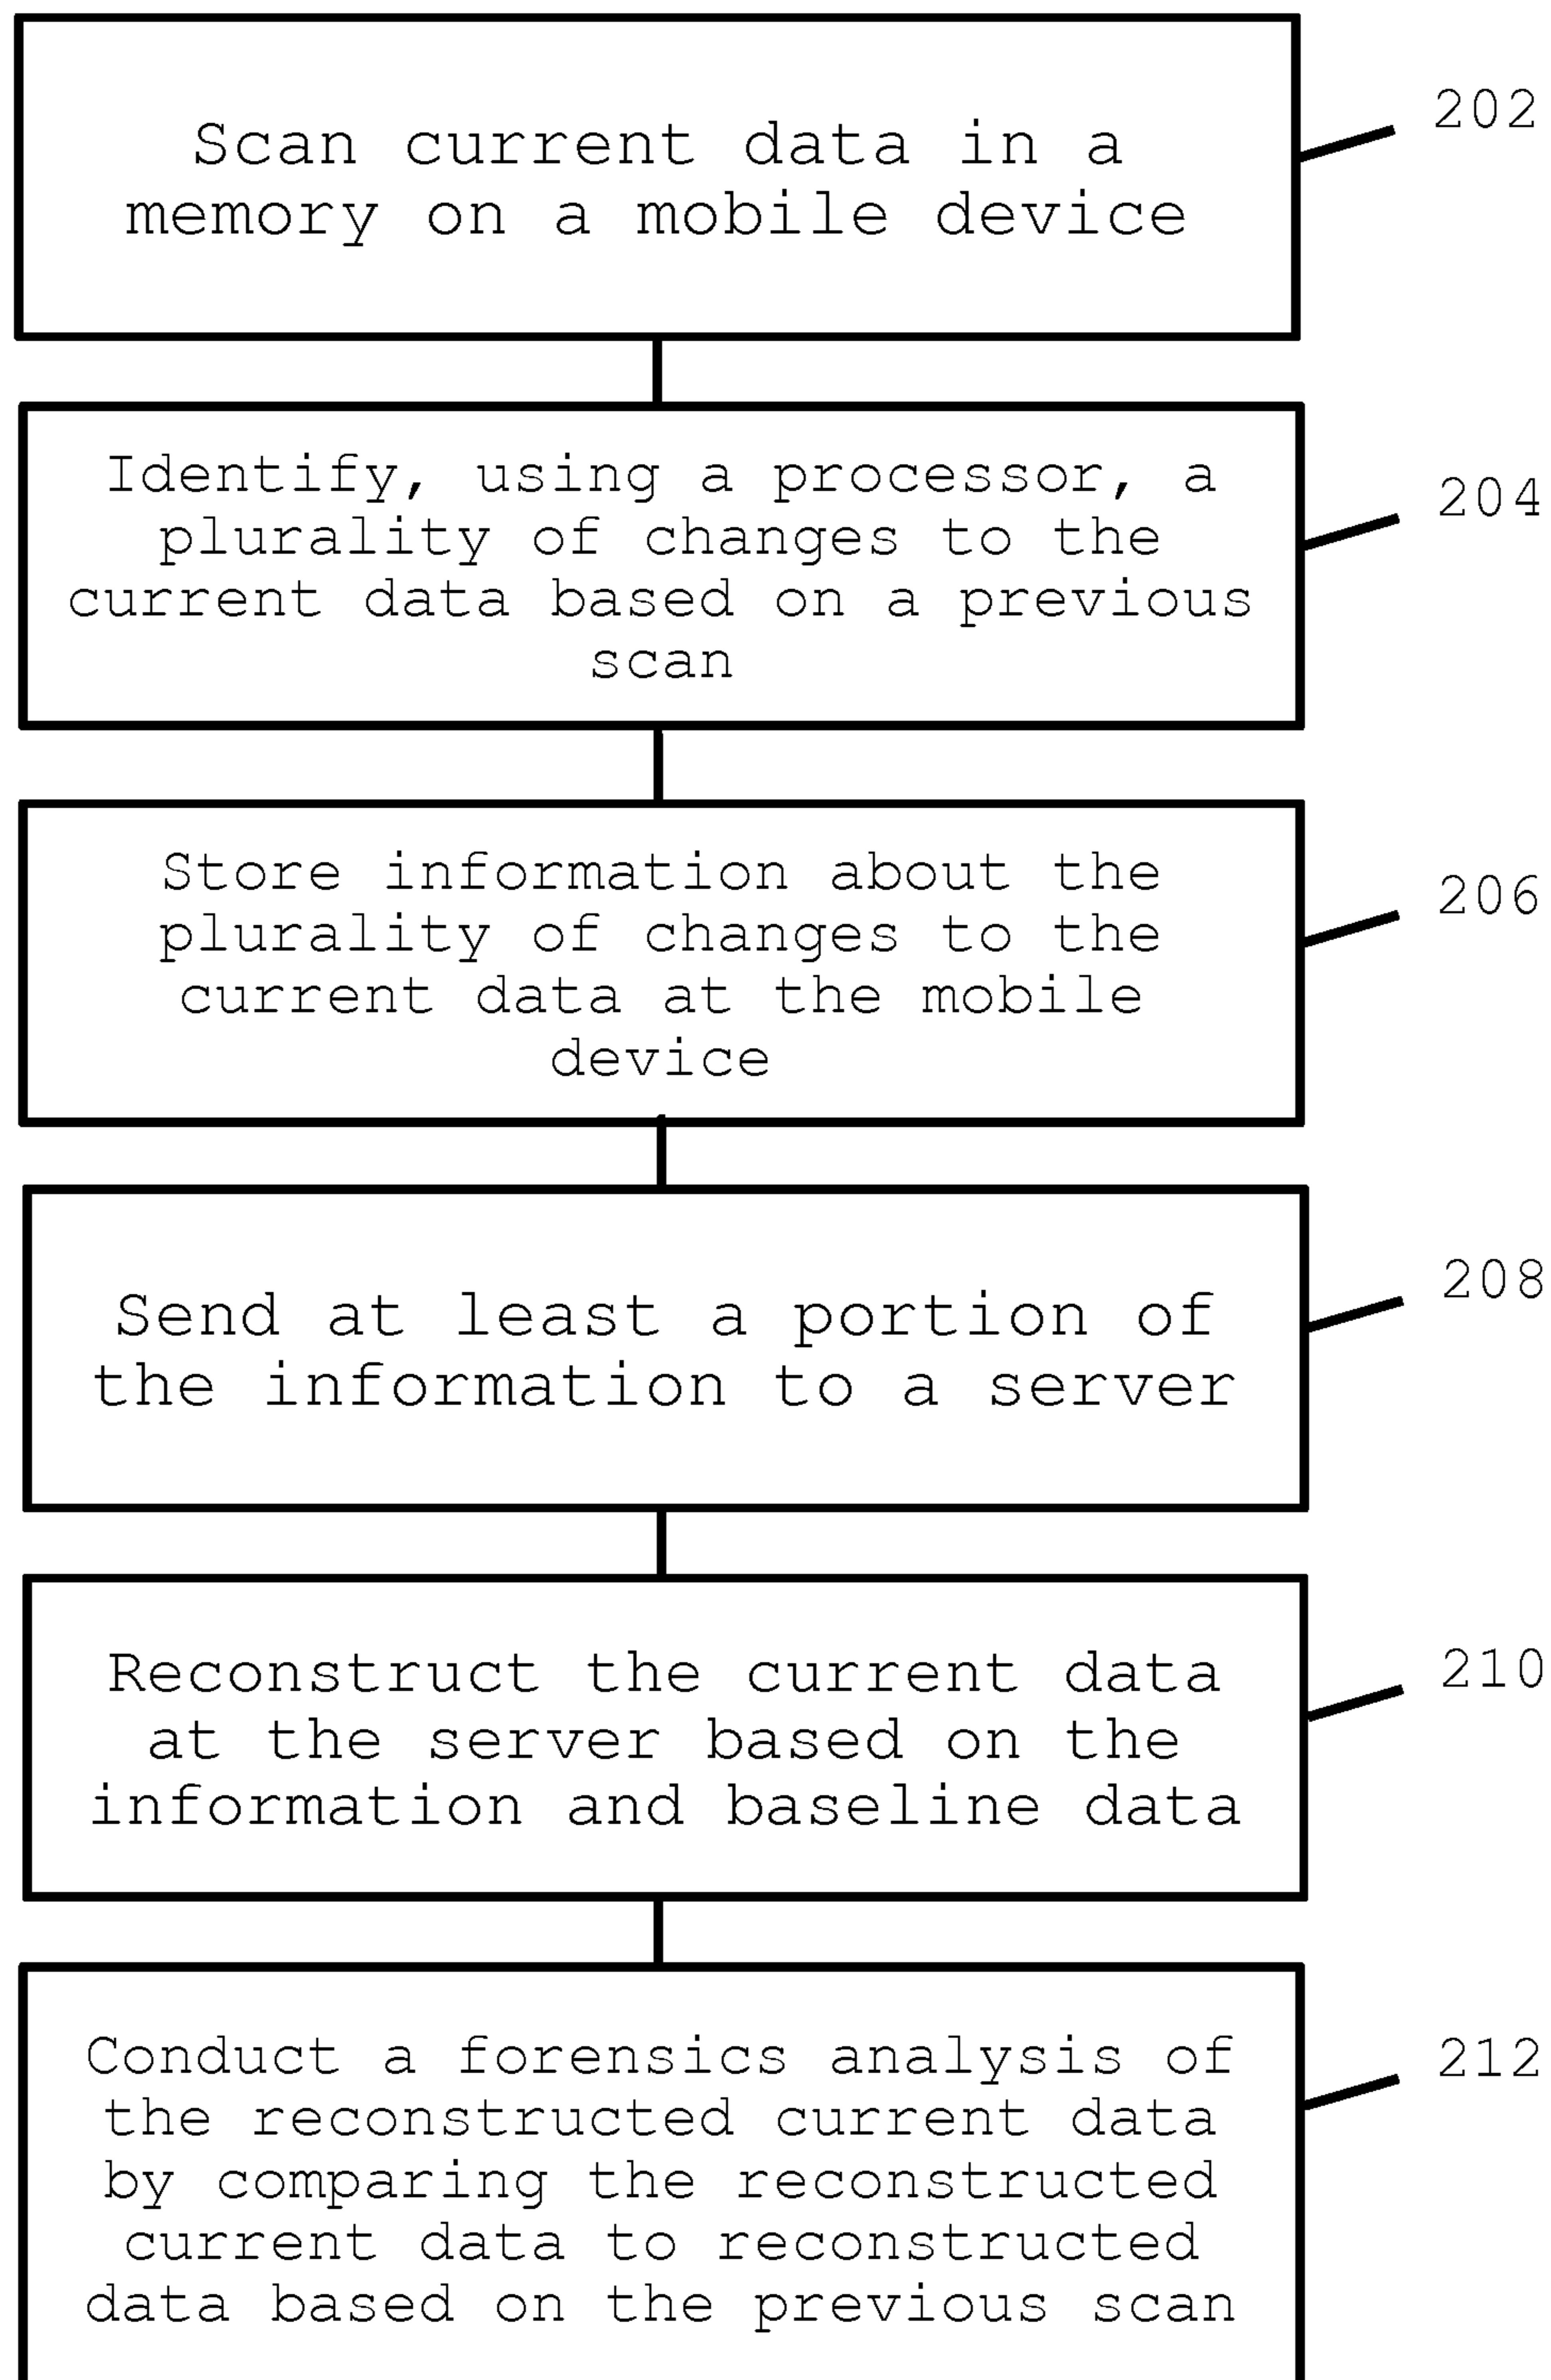 Scan current data in a
memory on a mobile device
202
Identify, using a processor, a
plurality of changes to the
current data based on a previous
scan
204
Store information about the
plurality of changes to the
current data at the mobile
device
206
Send at least a portion of
the information to a server
208
Reconstruct the current data
at the server based on the
information and baseline data
210
Conduct a forensics analysis of
the reconstructed current data
by comparing the reconstructed
current data to reconstructed
data based on the previous scan
212